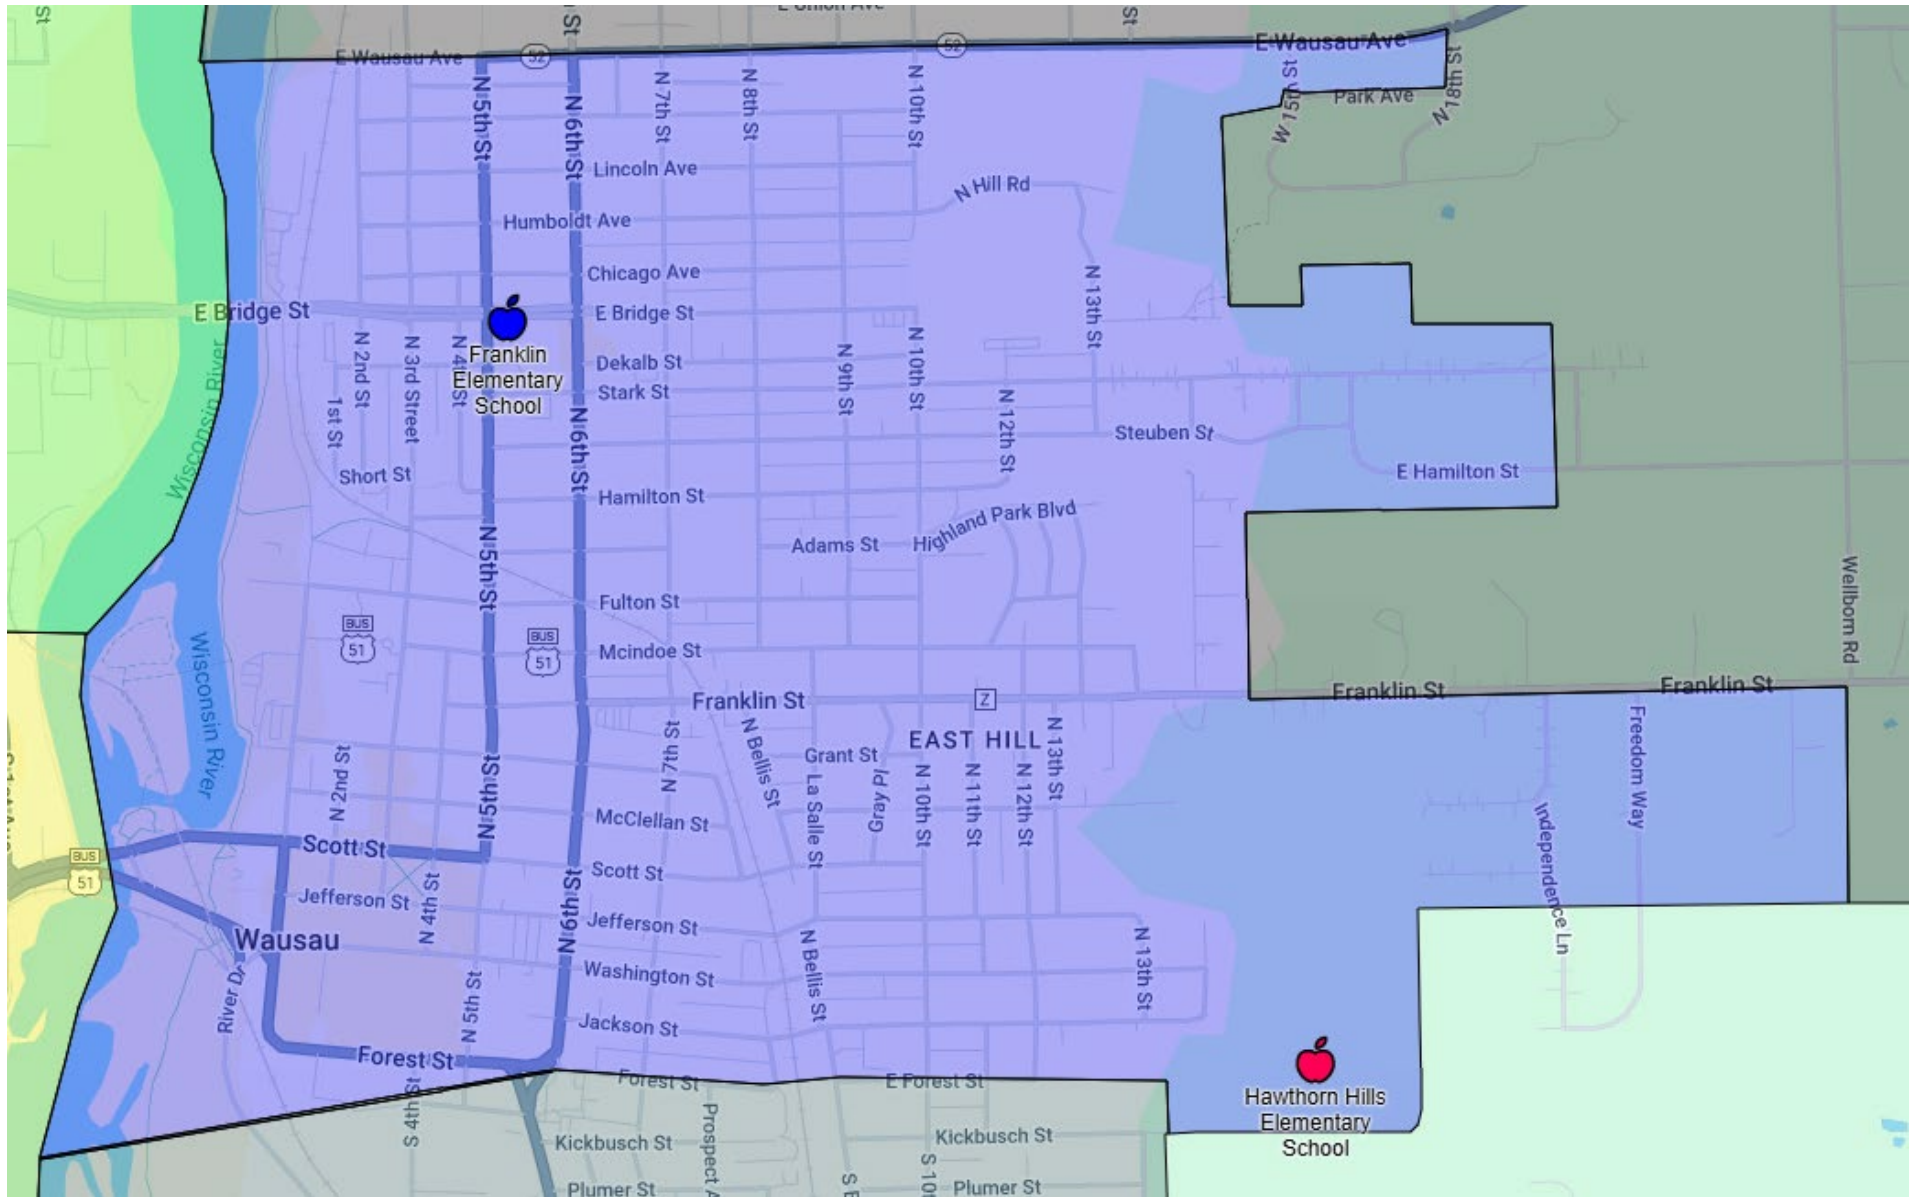 St
St
E Union Ave
St
E Wausau Ave
52
52
E Wausau Ave
N 5th St
N 6th St
N 7th St
N 8th St
N 10th St
W 15th St
Park Ave
N 18th St
Lincoln Ave
N Hill Rd
Humboldt Ave
Chicago Ave
N 13th St
E Bridge St
E Bridge St
Franklin
Elementary
School
N 2nd St
N 3rd Street
N 4th St
1st St
Dekalb St
Stark St
N 9th St
N 10th St
N 12th St
Wisconsin River
N 6th St
Steuben St
E Hamilton St
Short St
Hamilton St
Highland Park Blvd
Adams St
N 5th St
Fulton St
BUS
51
BUS
51
Mcindoe St
Wellborn Rd
Wisconsin River
Franklin St
Z
Franklin St
Franklin St
EAST HILL
N 7th St
N Bellis St
Grant St
Gray Pl
La Salle St
N 10th St
N 11th St
N 12th St
N 13th St
Freedom Way
Independence Ln
N 2nd St
N 5th St
McClellan St
Scott St
Scott St
BUS
51
Jefferson St
N 4th St
N 6th St
Jefferson St
Wausau
Washington St
N Bellis St
N 13th St
River Dr
N 5th St
Jackson St
Forest St
Forest St
E Forest St
Hawthorn Hills
Elementary
School
S 4th St
Kickbusch St
Prospect A
Kickbusch St
Plumer St
S 10
Plumer St